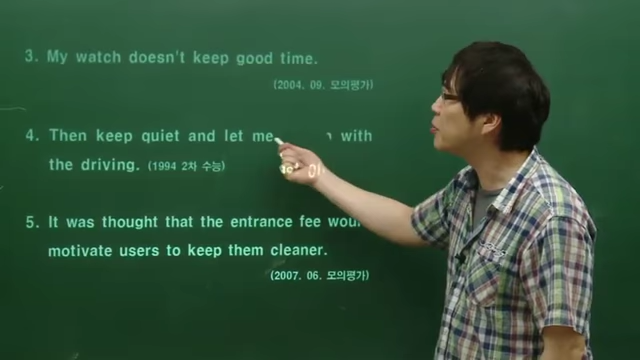 3. My watch doesn't keep good time.
(2004. 09. 모의평가)
4. Then keep quiet and let me with
the driving. (1994 2차 수능)
5. It was thought that the entrance fee
motivate users to keep them cleaner.
(2007. 06. 모의평가)